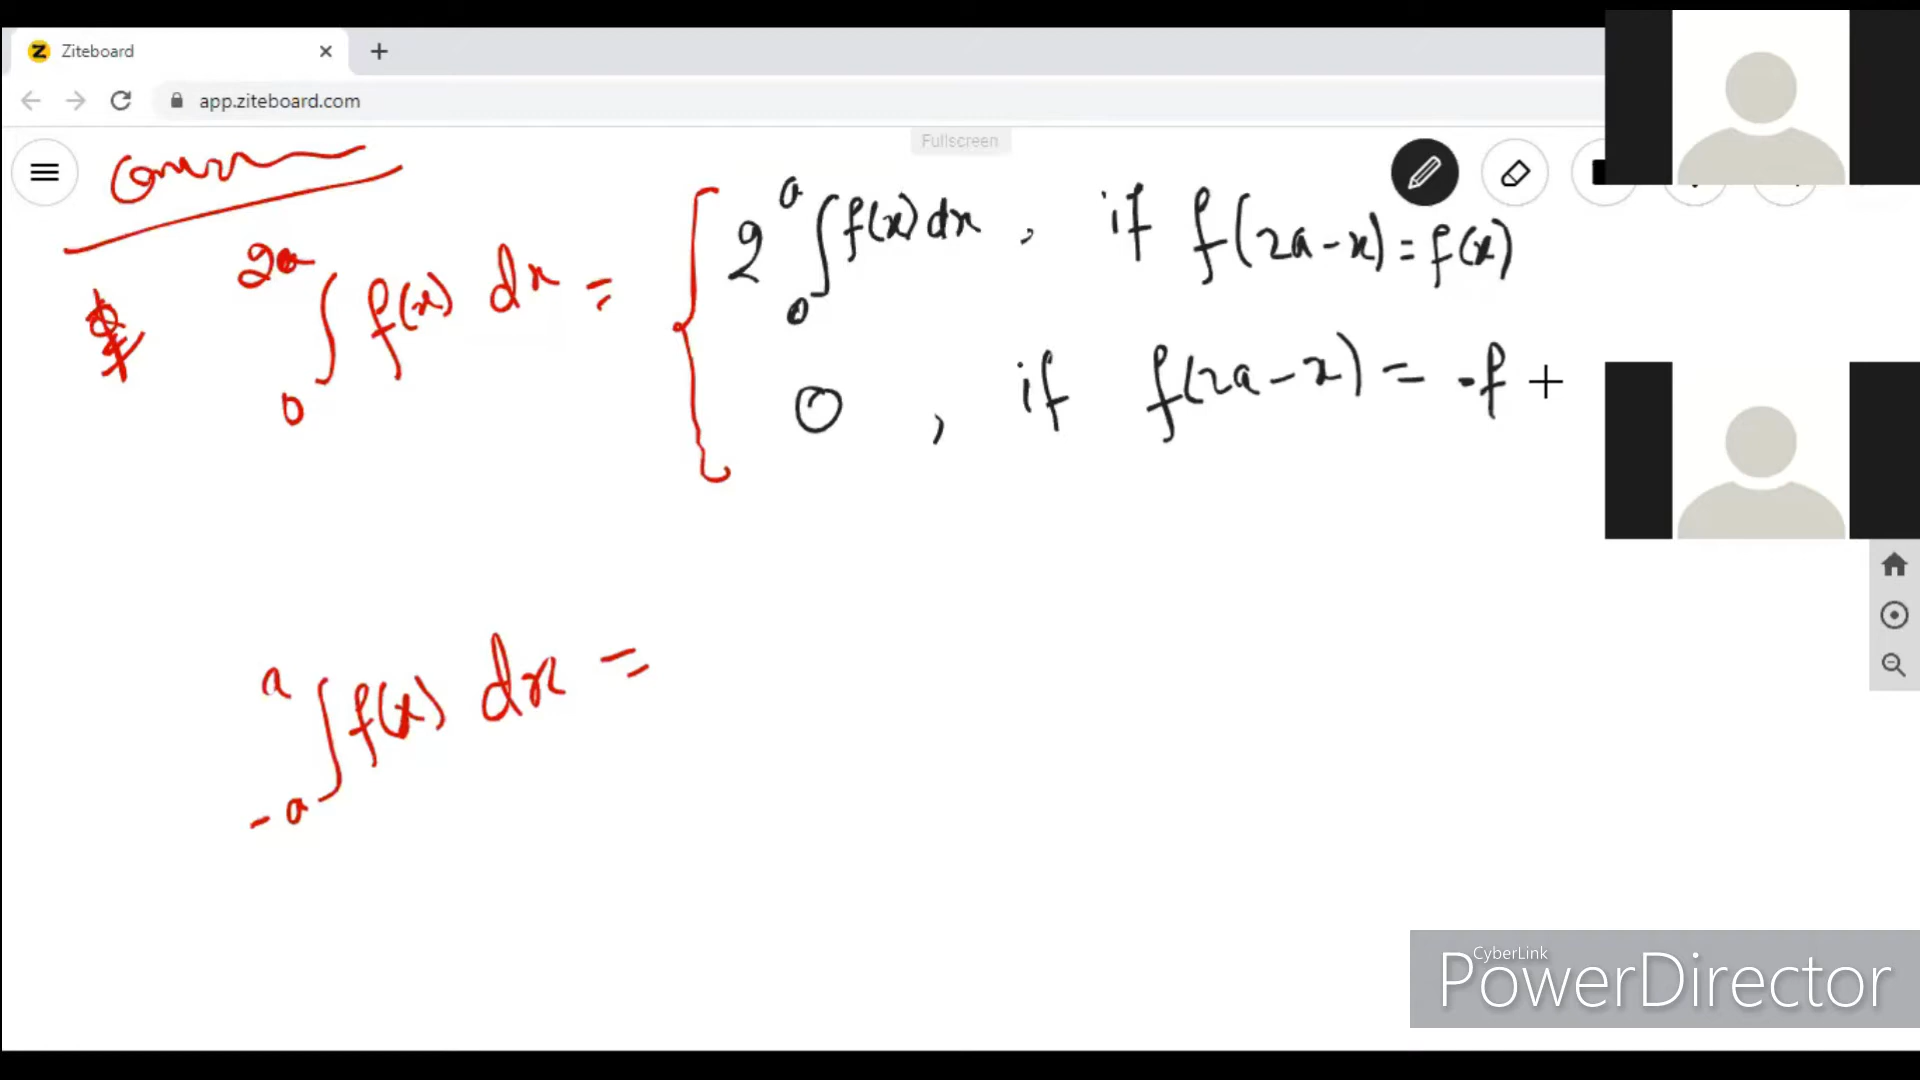 Ziteboard
app.ziteboard.com
Fullscreen
2a∫0 f(x) dx = { 2 a∫0 f(x) dx , if f(2a-x) = f(x)
0 , if f(2a-x) = -f
a∫-a f(x) dx =
CyberLink
PowerDirector